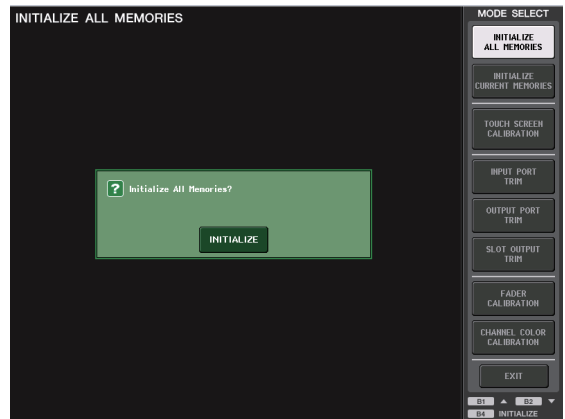 INITIALIZE ALL MEMORIES
? Initialize All Memories?
INITIALIZE
MODE SELECT
INITIALIZE
ALL MEMORIES
INITIALIZE
CURRENT MEMORIES
TOUCH SCREEN
CALIBRATION
INPUT PORT
TRIM
OUTPUT PORT
TRIM
SLOT OUTPUT
TRIM
FADER
CALIBRATION
CHANNEL COLOR
CALIBRATION
EXIT
B1 ▲ B2 ▼
B4 INITIALIZE